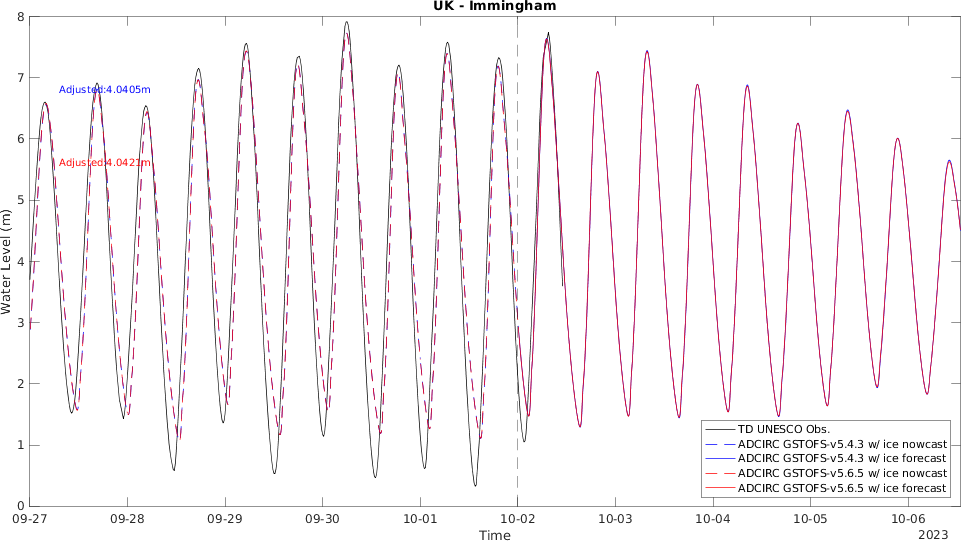 UK - Immingham
8
7
6
5
4
3
2
1
0
Water Level (m)
Adjusted:4.0405m
Adjusted:4.0421m
TD UNESCO Obs.
ADCIRC GSTOFS-v5.4.3 w/ ice nowcast
ADCIRC GSTOFS-v5.4.3 w/ ice forecast
ADCIRC GSTOFS-v5.6.5 w/ ice nowcast
ADCIRC GSTOFS-v5.6.5 w/ ice forecast
09-27 09-28 09-29 09-30 10-01 10-02 10-03 10-04 10-05 10-06
Time
2023